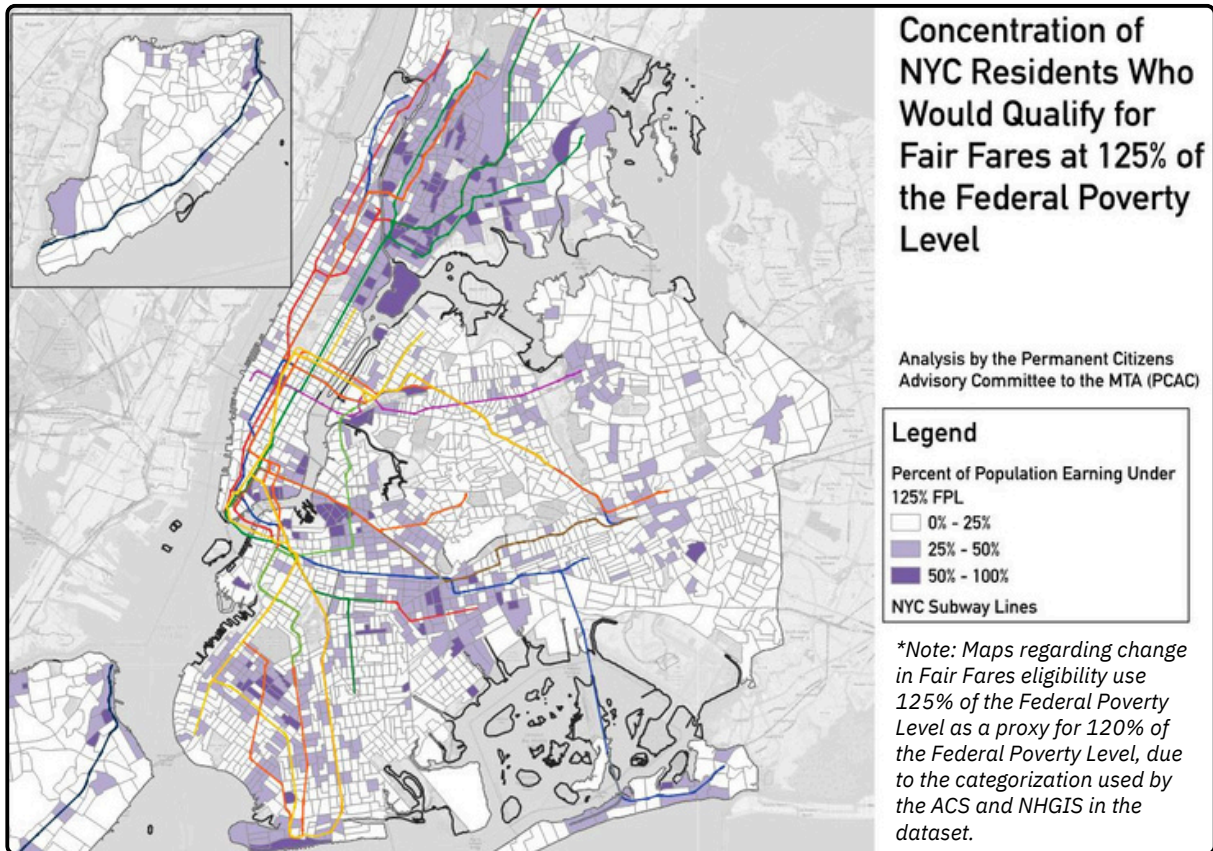 Concentration of
NYC Residents Who
Would Qualify for
Fair Fares at 125% of
the Federal Poverty
Level
Analysis by the Permanent Citizens
Advisory Committee to the MTA (PCAC)
Legend
Percent of Population Earning Under
125% FPL
0% - 25%
25% - 50%
50% - 100%
NYC Subway Lines
*Note: Maps regarding change
in Fair Fares eligibility use
125% of the Federal Poverty
Level as a proxy for 120% of
the Federal Poverty Level, due
to the categorization used by
the ACS and NHGIS in the
dataset.